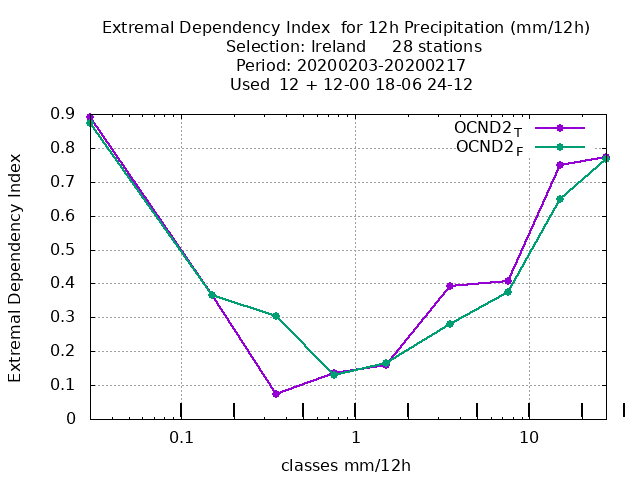 Extremal Dependency Index  for 12h Precipitation (mm/12h)
Selection: Ireland     28 stations
Period: 20200203-20200217
Used  12 + 12-00 18-06 24-12
OCND2T
OCND2F
0.9
0.8
0.7
0.6
0.5
0.4
0.3
0.2
0.1
0
Extremal Dependency Index
0.1 1 10
classes mm/12h